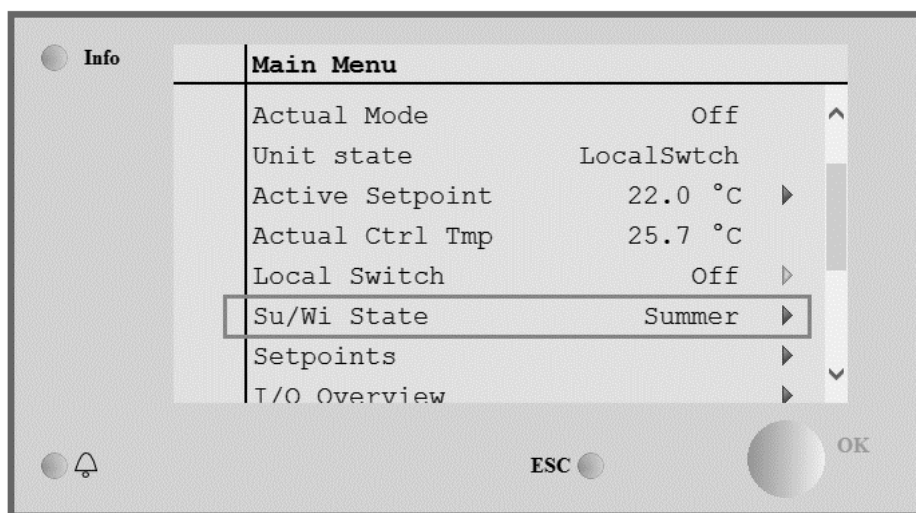 Info
Main Menu
Actual Mode Off
Unit state LocalSwtch
Active Setpoint 22.0 °C
Actual Ctrl Tmp 25.7 °C
Local Switch Off
Su/Wi State Summer
Setpoints
I/O Overview
ESC
OK